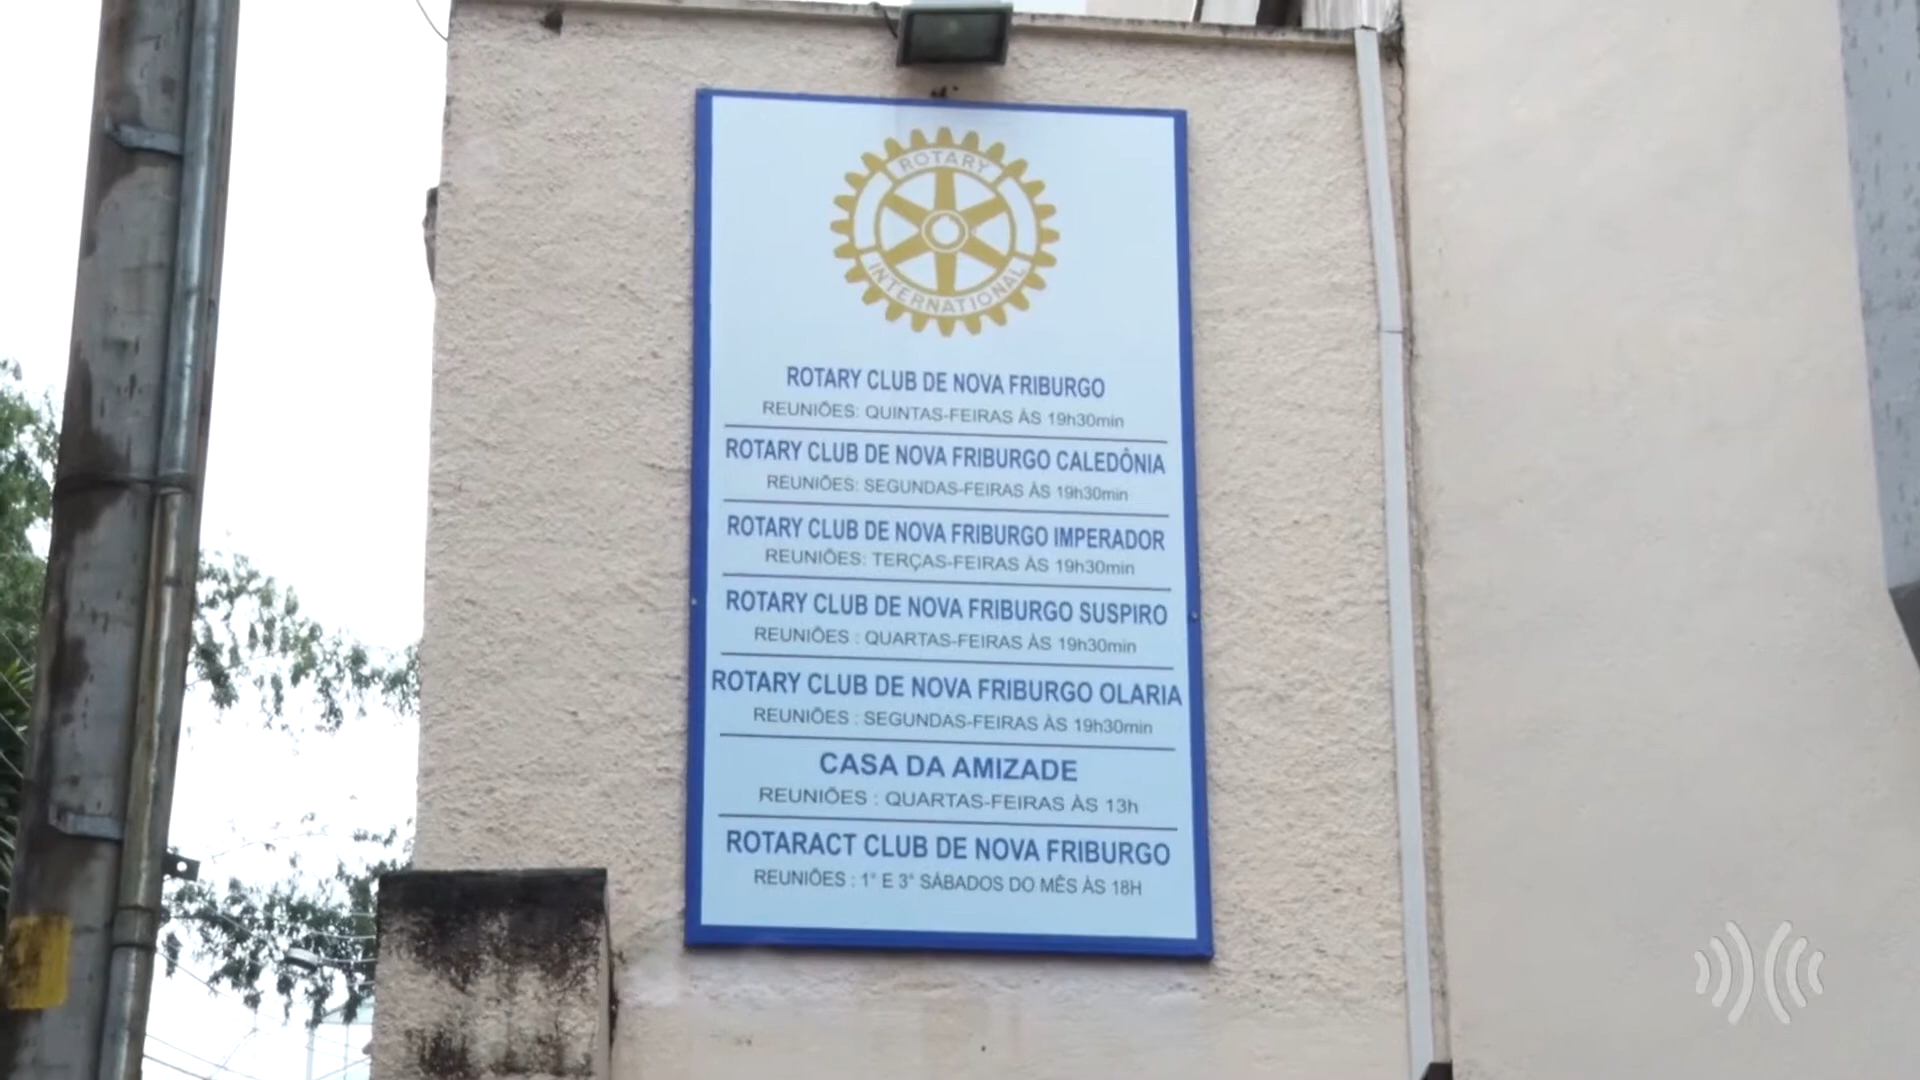 ROTARY
INTERNATIONAL
ROTARY CLUB DE NOVA FRIBURGO
REUNIÕES: QUINTAS-FEIRAS ÀS 19h30min
ROTARY CLUB DE NOVA FRIBURGO CALEDÔNIA
REUNIÕES: SEGUNDAS-FEIRAS ÀS 19h30min
ROTARY CLUB DE NOVA FRIBURGO IMPERADOR
REUNIÕES: TERÇAS-FEIRAS ÀS 19h30min
ROTARY CLUB DE NOVA FRIBURGO SUSPIRO
REUNIÕES : QUARTAS-FEIRAS ÀS 19h30min
ROTARY CLUB DE NOVA FRIBURGO OLARIA
REUNIÕES : SEGUNDAS-FEIRAS ÀS 19h30min
CASA DA AMIZADE
REUNIÕES : QUARTAS-FEIRAS ÀS 13h
ROTARACT CLUB DE NOVA FRIBURGO
REUNIÕES : 1° E 3° SÁBADOS DO MÊS ÀS 18H